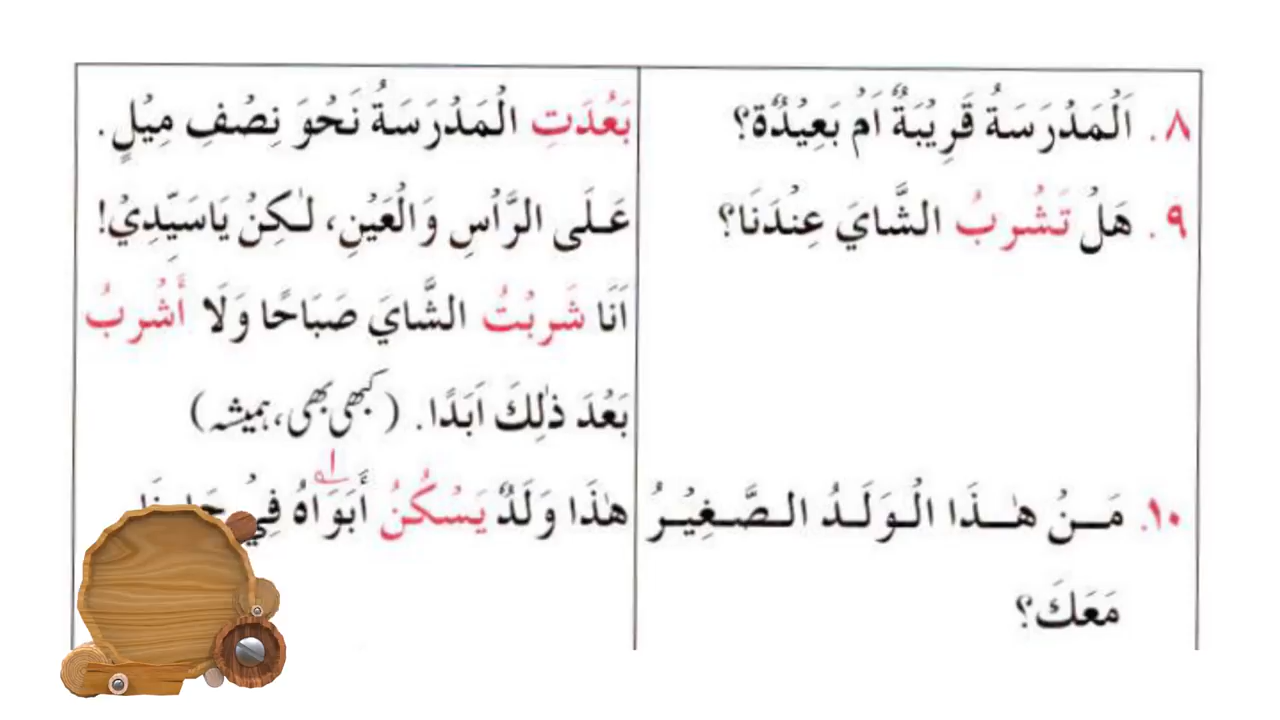 ٨. اَلْمَدْرَسَةُ قَرِيْبَةٌ اَمْ بَعِيْدَةٌ؟
بَعُدَتِ الْمَدْرَسَةُ نَحْوَ نِصْفِ مِيْلٍ.
٩. هَلْ تَشْرِبُ الشَّايَ عِنْدَنَا؟
عَلَى الرَّأْسِ وَالْعَيْنِ، لٰكِنْ يَاسَيِّدِيْ!
اَنَا شَرِبْتُ الشَّايَ صَبَاحًا وَلَا أَشْرِبُ
بَعْدَ ذٰلِكَ اَبَدًا. (کبھی بھی، ہمیشہ)
١٠. مَنْ هٰذَا الْوَلَدُ الصَّغِيْرُ
مَعَكَ؟
هٰذَا وَلَدٌ يَسْكُنُ أَبَوَاهُ فِيْ